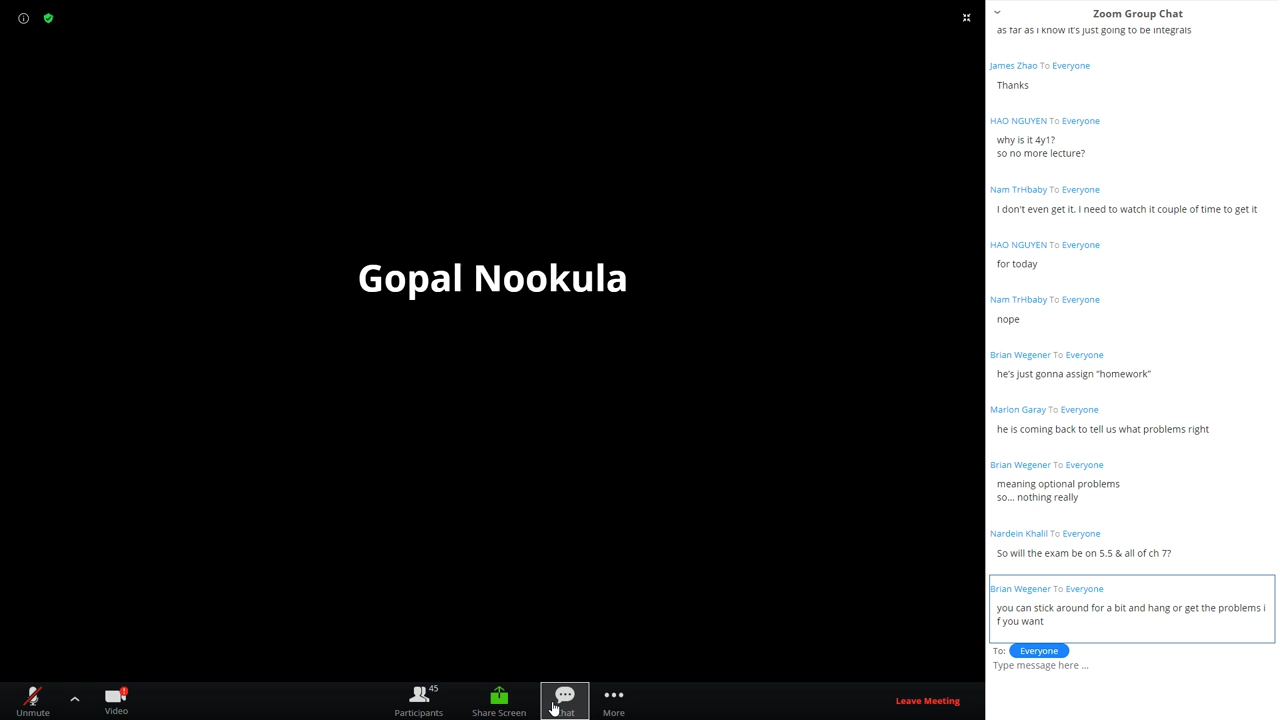 Zoom Group Chat
as far as i know it's just going to be integrals
James Zhao To Everyone
Thanks
HAO NGUYEN To Everyone
why is it 4y1?
so no more lecture?
Nam TrHbaby To Everyone
I don't even get it. I need to watch it couple of time to get it
HAO NGUYEN To Everyone
for today
Nam TrHbaby To Everyone
nope
Brian Wegener To Everyone
he's just gonna assign “homework”
Marlon Garay To Everyone
he is coming back to tell us what problems right
Brian Wegener To Everyone
meaning optional problems
so... nothing really
Nardein Khalil To Everyone
So will the exam be on 5.5 & all of ch 7?
Brian Wegener To Everyone
you can stick around for a bit and hang or get the problems i
f you want
To: Everyone
Type message here ...
Gopal Nookula
Unmute
Video
45
Participants
Share Screen
Chat
More
Leave Meeting